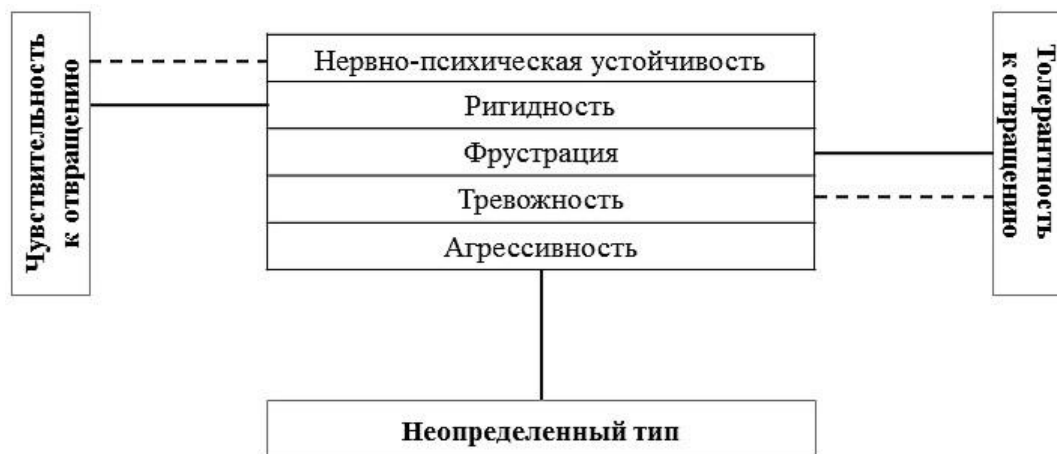 Чувствительность
к отвращению
Нервно-психическая устойчивость
Ригидность
Фрустрация
Тревожность
Агрессивность
Толерантность
к отвращению
Неопределенный тип